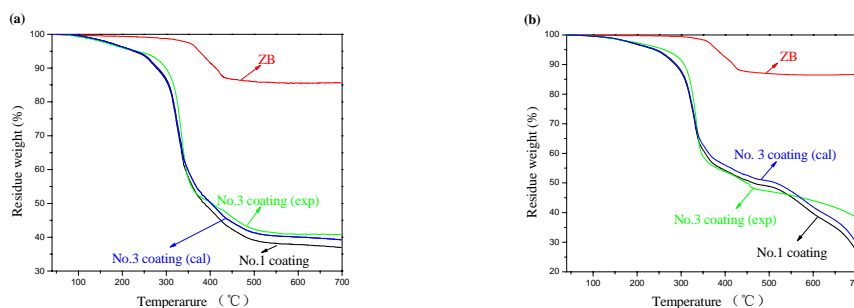 (a)
100
90
80
70
60
50
40
30
Residue weight (%)
ZB
No.3 coating (exp)
No.3 coating (cal)
No.1 coating
100 200 300 400 500 600 700
Temperarure （℃）
(b)
100
90
80
70
60
50
40
30
20
Residue weight (%)
ZB
No. 3 coating (cal)
No.3 coating (exp)
No.1 coating
100 200 300 400 500 600 700
Temperature （℃）